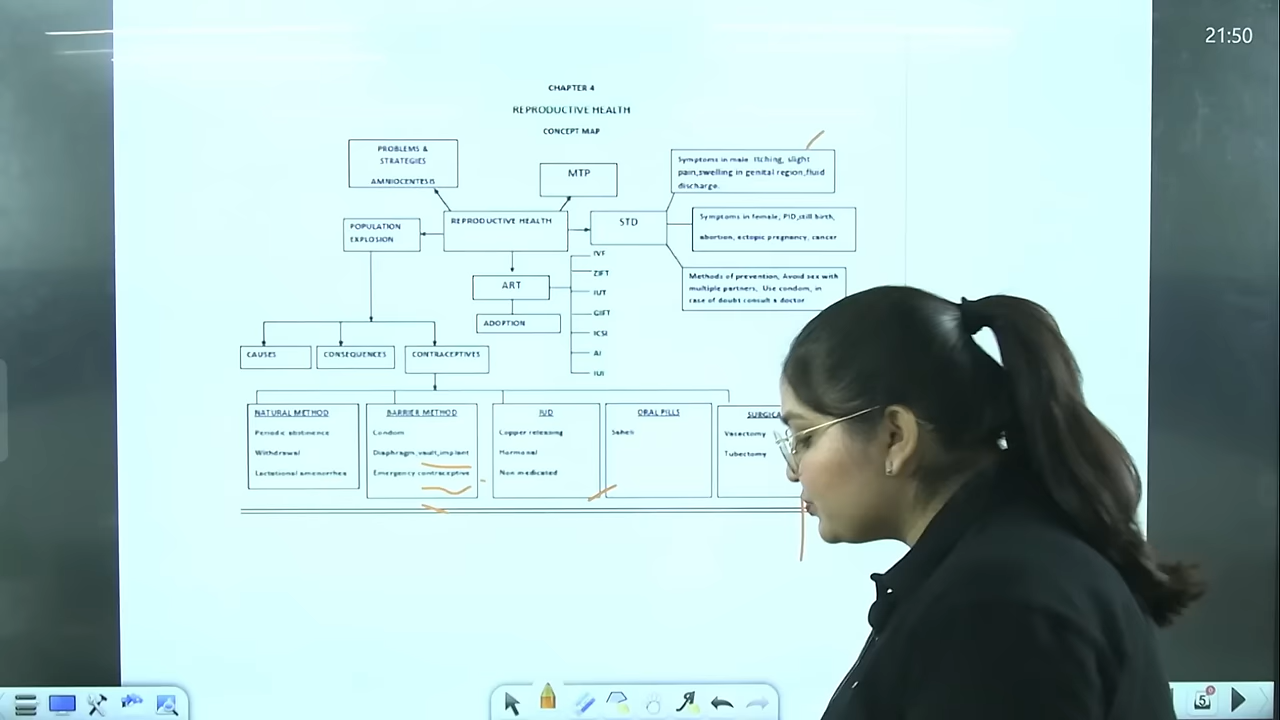 21:50
CHAPTER 4
REPRODUCTIVE HEALTH
CONCEPT MAP
PROBLEMS &
STRATEGIES
AMNIOCENTESIS
MTP
Symptoms in male Itching, slight
pain,swelling in genital region,fluid
discharge.
POPULATION
EXPLOSION
REPRODUCTIVE HEALTH
STD
Symptoms in female, PID,still birth,
abortion, ectopic pregnancy, cancer
Methods of prevention, Avoid sex with
multiple partners, Use condom, in
case of doubt consult a doctor
ART
ADOPTION
IVF
ZIFT
IUT
GIFT
ICSI
AI
IUI
CAUSES
CONSEQUENCES
CONTRACEPTIVES
NATURAL METHOD
Periodic abstinence
Withdrawal
Lactational amenorrhea
BARRIER METHOD
Condom
Diaphragm,vault,implant
Emergency contraceptive
IUD
Copper releasing
Hormonal
Non medicated
ORAL PILLS
Saheli
SURGICA
Vasectomy
Tubectomy
5